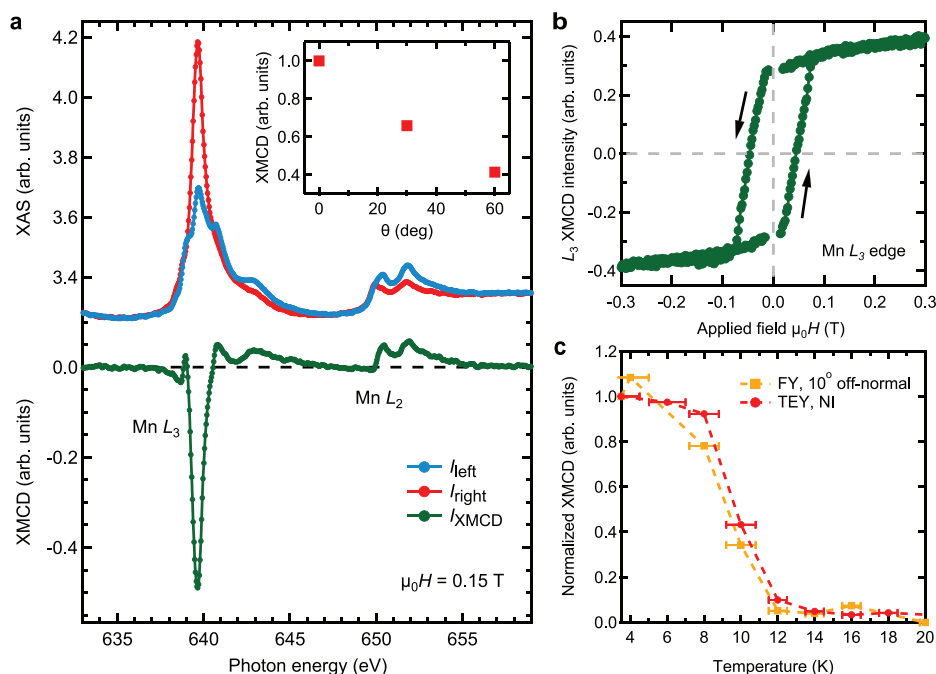 a
XAS (arb. units)
4.2
4.0
3.8
3.6
3.4
XMCD (arb. units)
1.0
0.8
0.6
0.4
0 20 40 60
θ (deg)
XMCD (arb. units)
0.0
-0.2
-0.4
Mn L3
Mn L2
Ileft
Iright
IXMCD
μ0H = 0.15 T
635 640 645 650 655
Photon energy (eV)
b
L3 XMCD intensity (arb. units)
0.4
0.2
0.0
-0.2
-0.4
Mn L3 edge
-0.3 -0.2 -0.1 0.0 0.1 0.2 0.3
Applied field μ0H (T)
c
Normalized XMCD (arb. units)
1.2
1.0
0.8
0.6
0.4
0.2
0.0
FY, 10o off-normal
TEY, NI
4 6 8 10 12 14 16 18 20
Temperature (K)